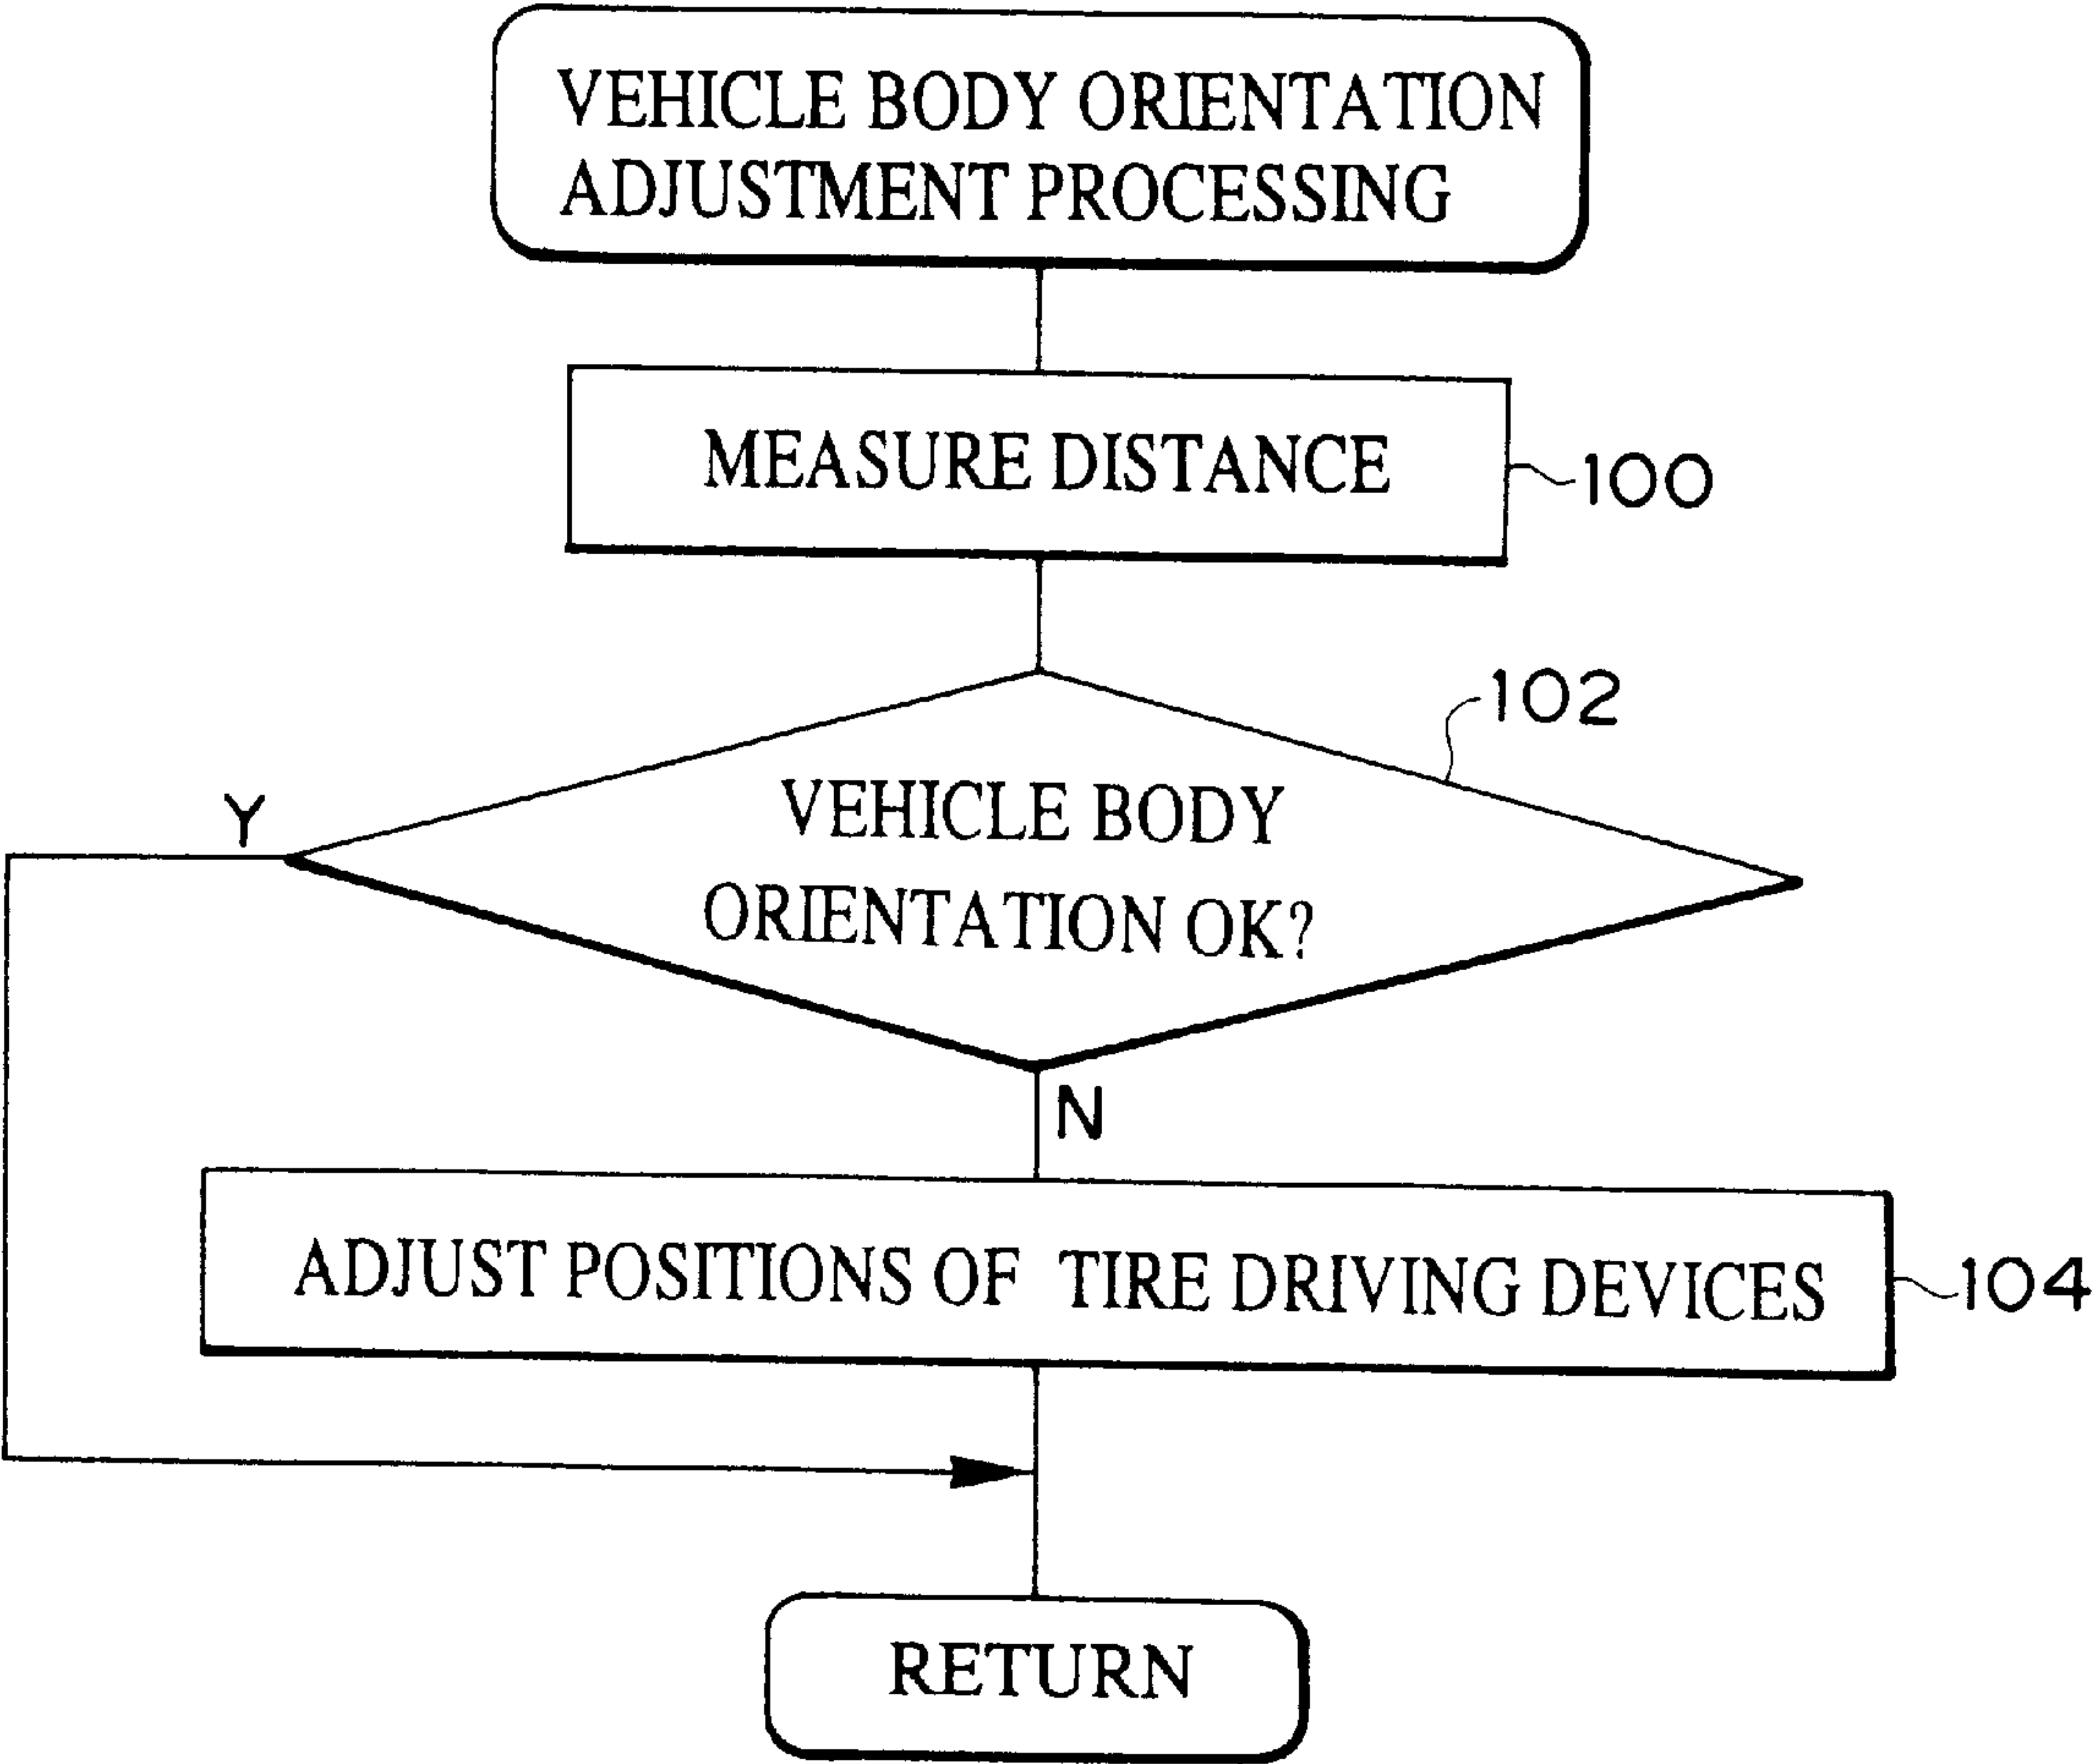 VEHICLE BODY ORIENTATION
ADJUSTMENT PROCESSING
MEASURE DISTANCE
100
102
VEHICLE BODY
ORIENTATION OK?
Y
N
ADJUST POSITIONS OF TIRE DRIVING DEVICES
104
RETURN